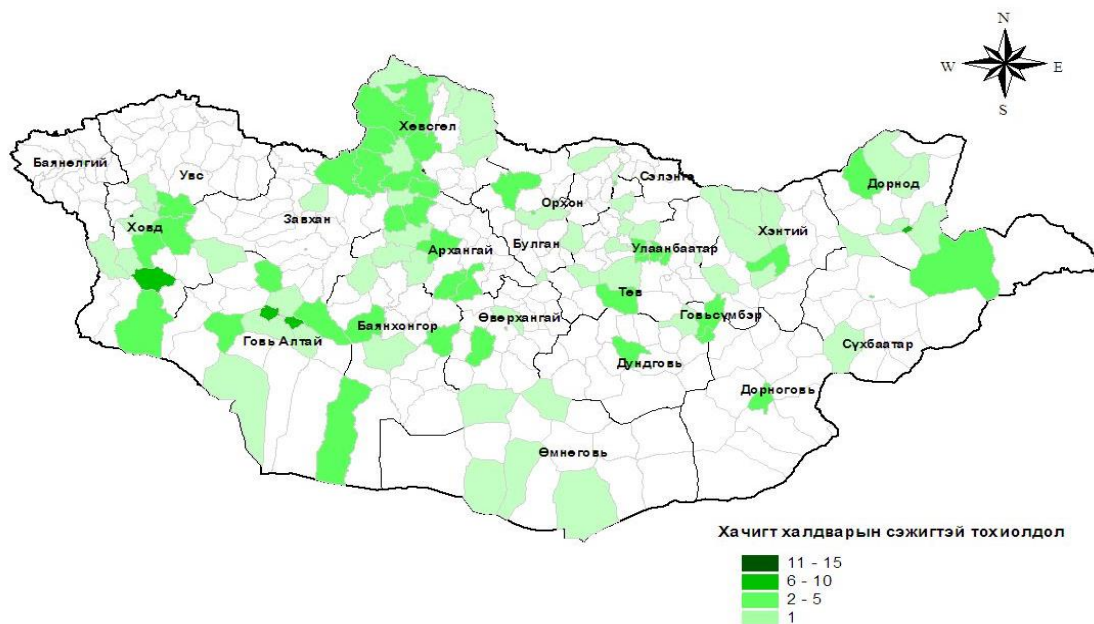 N
W E
S
Баянөлгий
Увс
Ховд
Завхан
Хөвсгөл
Архангай
Булган
Орхон
Сэлэнгэ
Улаанбаатар
Төв
Хэнтий
Дорнод
Сүхбаатар
Говьсүмбэр
Говь Алтай
Баянхонгор
Өвөрхангай
Дундговь
Дорноговь
Өмнөговь
Хачигт халдварын сэжигтэй тохиолдол
11 - 15
6 - 10
2 - 5
1